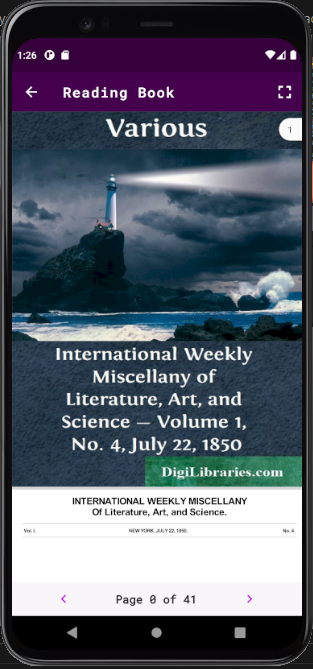 1:26
Reading Book
Various
1
International Weekly
Miscellany of
Literature, Art, and
Science — Volume 1,
No. 4, July 22, 1850
DigiLibraries.com
INTERNATIONAL WEEKLY MISCELLANY
Of Literature, Art, and Science.
Vol. I. NEW YORK, JULY 22, 1850. No. 4.
Page 0 of 41